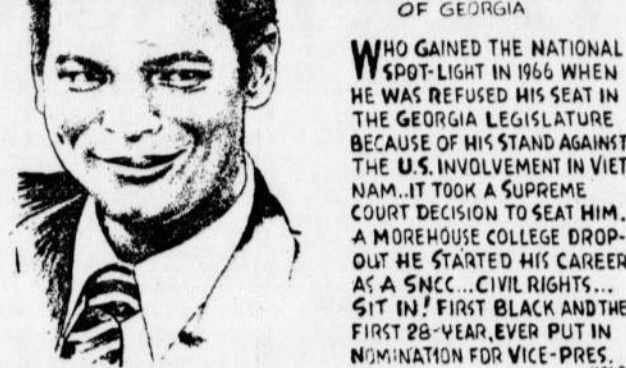 OF GEORGIA
WHO GAINED THE NATIONAL
SPOT-LIGHT IN 1966 WHEN
HE WAS REFUSED HIS SEAT IN
THE GEORGIA LEGISLATURE
BECAUSE OF HIS STAND AGAINST
THE U.S. INVOLVEMENT IN VIET
NAM..IT TOOK A SUPREME
COURT DECISION TO SEAT HIM.
A MOREHOUSE COLLEGE DROP-
OUT HE STARTED HIS CAREER
AS A SNCC...CIVIL RIGHTS...
SIT IN! FIRST BLACK AND THE
FIRST 28-YEAR, EVER PUT IN
NOMINATION FOR VICE-PRES.